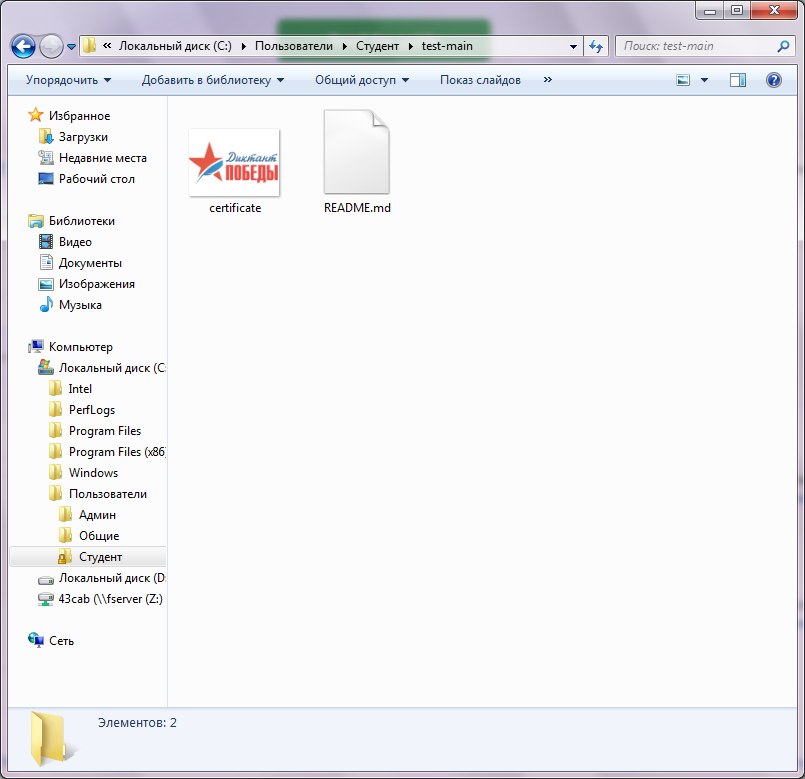 « Локальный диск (C:) Пользователи Студент test-main
Поиск: test-main
Упорядочить Добавить в библиотеку Общий доступ Показ слайдов »
Избранное
Загрузки
Недавние места
Рабочий стол
Библиотеки
Видео
Документы
Изображения
Музыка
Компьютер
Локальный диск (C:
Intel
PerfLogs
Program Files
Program Files (x86)
Windows
Пользователи
Админ
Общие
Студент
Локальный диск (D:
43cab (\\fserver (Z:)
Сеть
Диктант
ПОБЕДЫ
certificate
README.md
Элементов: 2